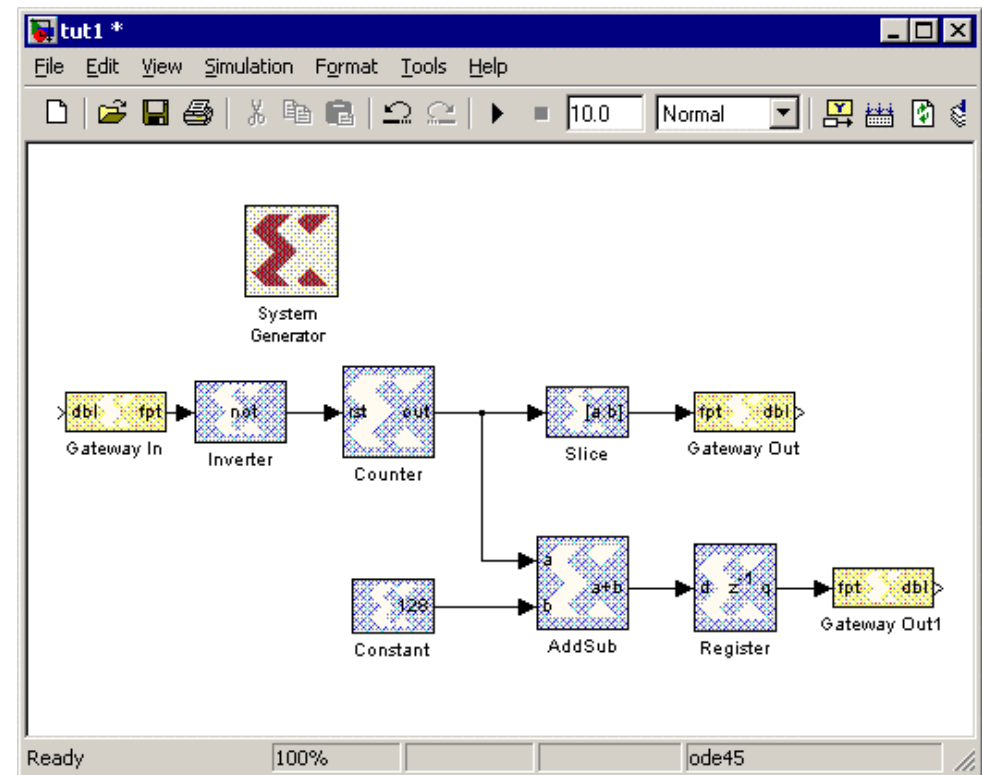 tut1 *
File Edit View Simulation Format Tools Help
10.0 Normal
System
Generator
dbl fpt
Gateway In
not
Inverter
rst out
Counter
[a:b]
Slice
fpt dbl
Gateway Out
128
Constant
a
b
a+b
AddSub
d z-1 q
Register
fpt dbl
Gateway Out1
Ready 100% ode45